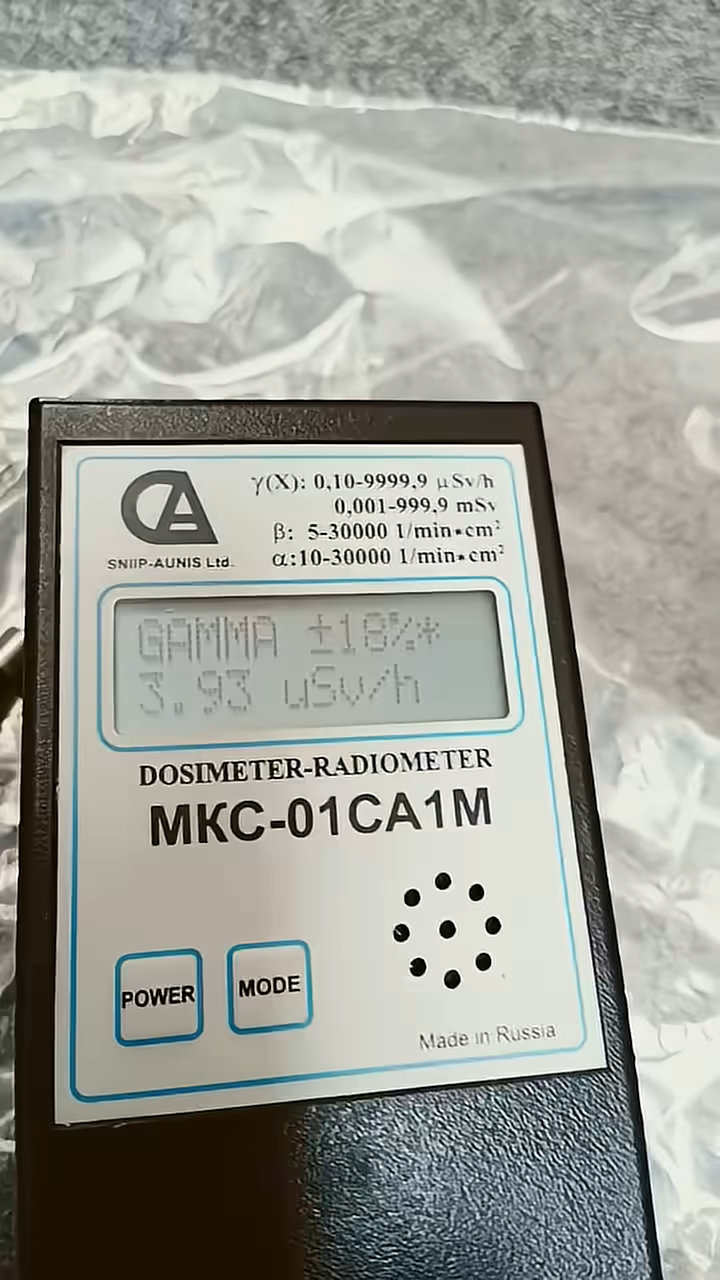 γ(X): 0,10-9999,9 μSv/h
0,001-999,9 mSv
β: 5-30000 1/min•cm²
α:10-30000 1/min•cm²
CA
SNIIP-AUNIS Ltd.
GAMMA ±18%*
3.93 uSv/h
DOSIMETER-RADIOMETER
МКС-01СА1М
POWER
MODE
Made in Russia